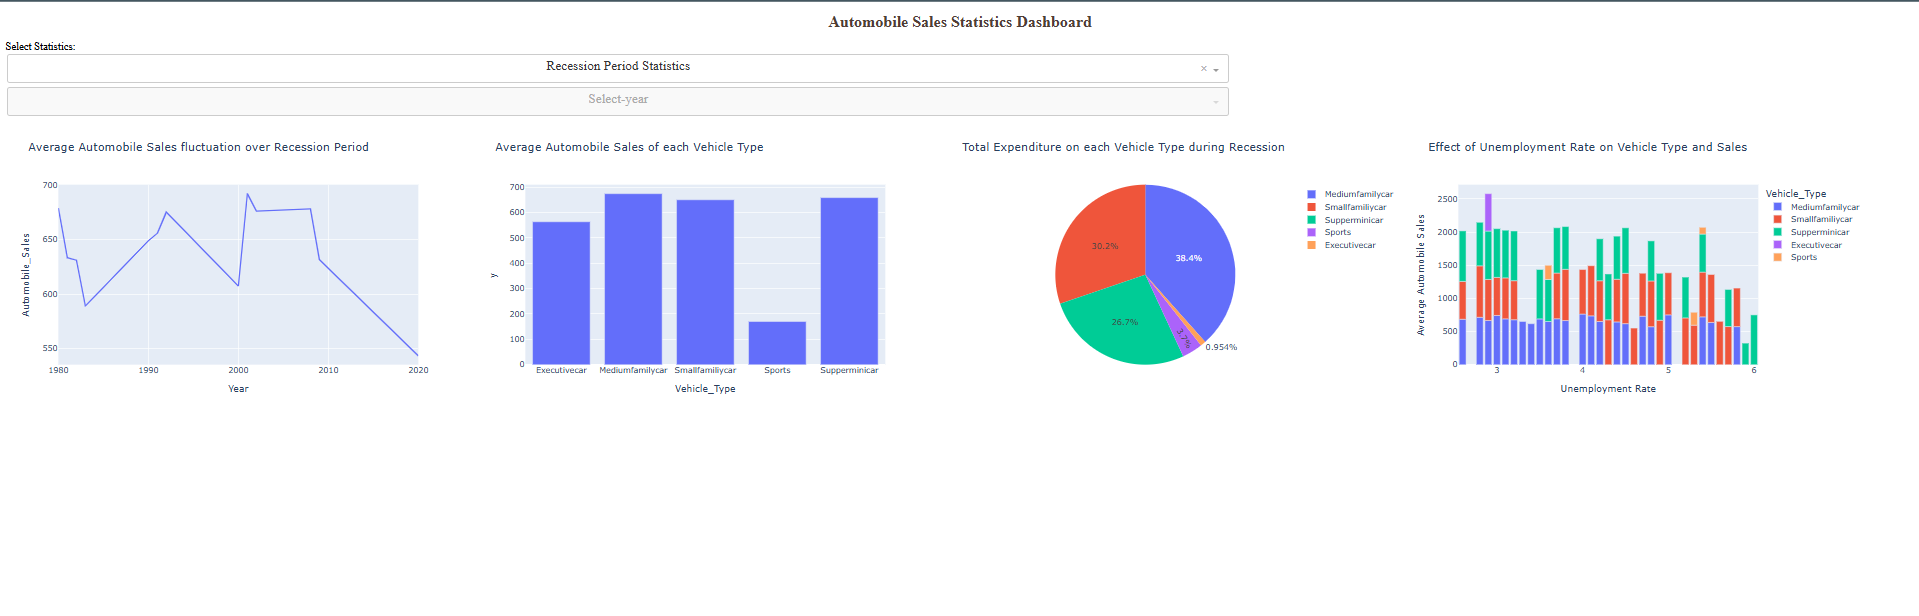 Automobile Sales Statistics Dashboard
Select Statistics:
Recession Period Statistics
× 
Select-year
Average Automobile Sales fluctuation over Recession Period
700
650
600
550
Automobile_Sales
1980 1990 2000 2010 2020
Year
Average Automobile Sales of each Vehicle Type
700
600
500
400
300
200
100
0
y
Executivecar Mediumfamilycar Smallfamiliycar Sports Supperminicar
Vehicle_Type
Total Expenditure on each Vehicle Type during Recession
30.2%
38.4%
26.7%
3.7%
0.954%
Mediumfamilycar
Smallfamiliycar
Supperminicar
Sports
Executivecar
Effect of Unemployment Rate on Vehicle Type and Sales
2500
2000
1500
1000
500
0
Average Automobile Sales
3 4 5 6
Unemployment Rate
Vehicle_Type
Mediumfamilycar
Smallfamiliycar
Supperminicar
Executivecar
Sports